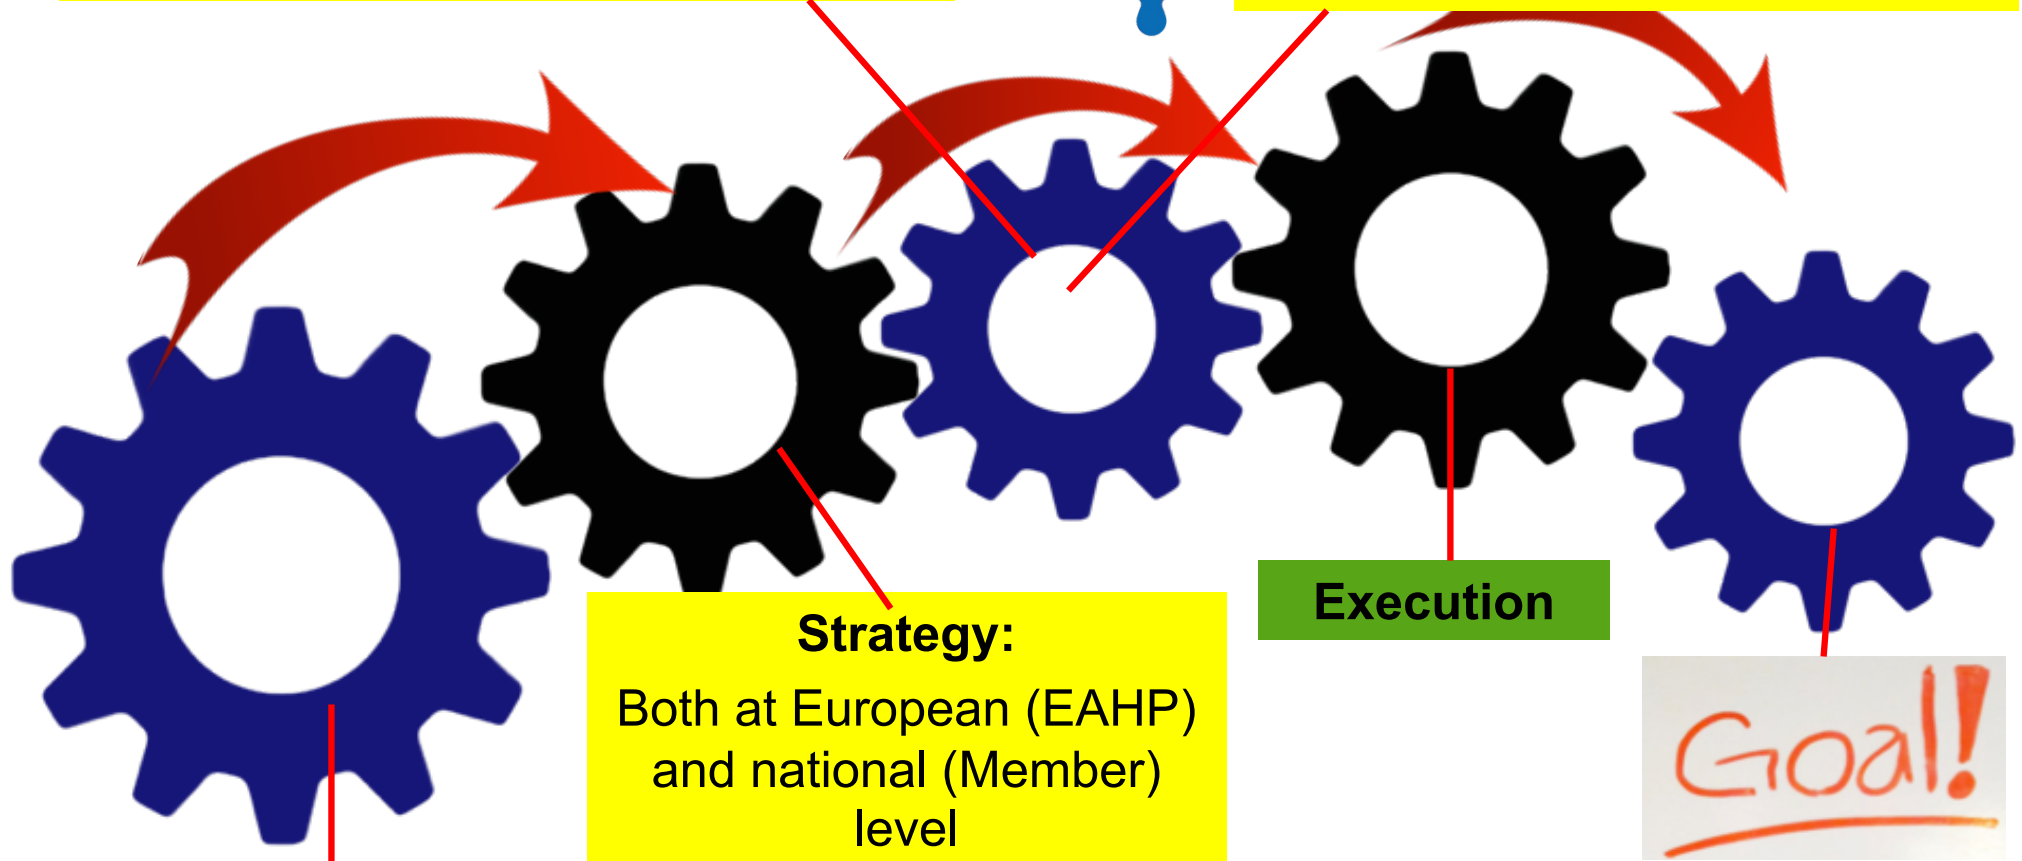 Strategy:
Both at European (EAHP)
and national (Member)
level
Execution
Goal!